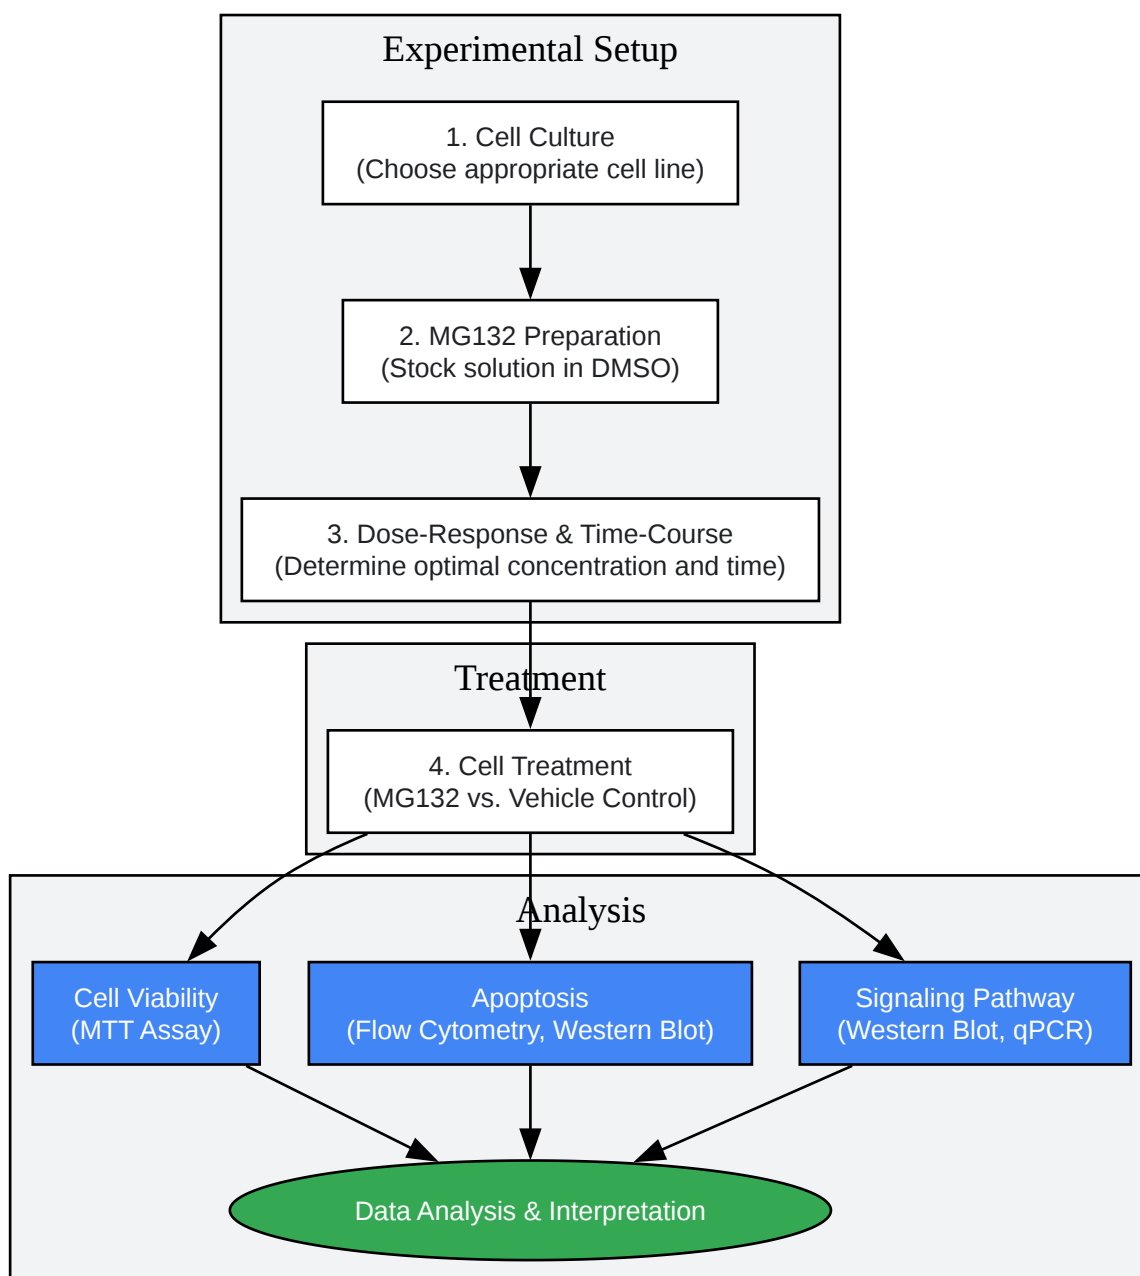 Experimental Setup
1. Cell Culture
(Choose appropriate cell line)
2. MG132 Preparation
(Stock solution in DMSO)
3. Dose-Response & Time-Course
(Determine optimal concentration and time)
Treatment
4. Cell Treatment
(MG132 vs. Vehicle Control)
Analysis
Cell Viability
(MTT Assay)
Apoptosis
(Flow Cytometry, Western Blot)
Signaling Pathway
(Western Blot, qPCR)
Data Analysis & Interpretation